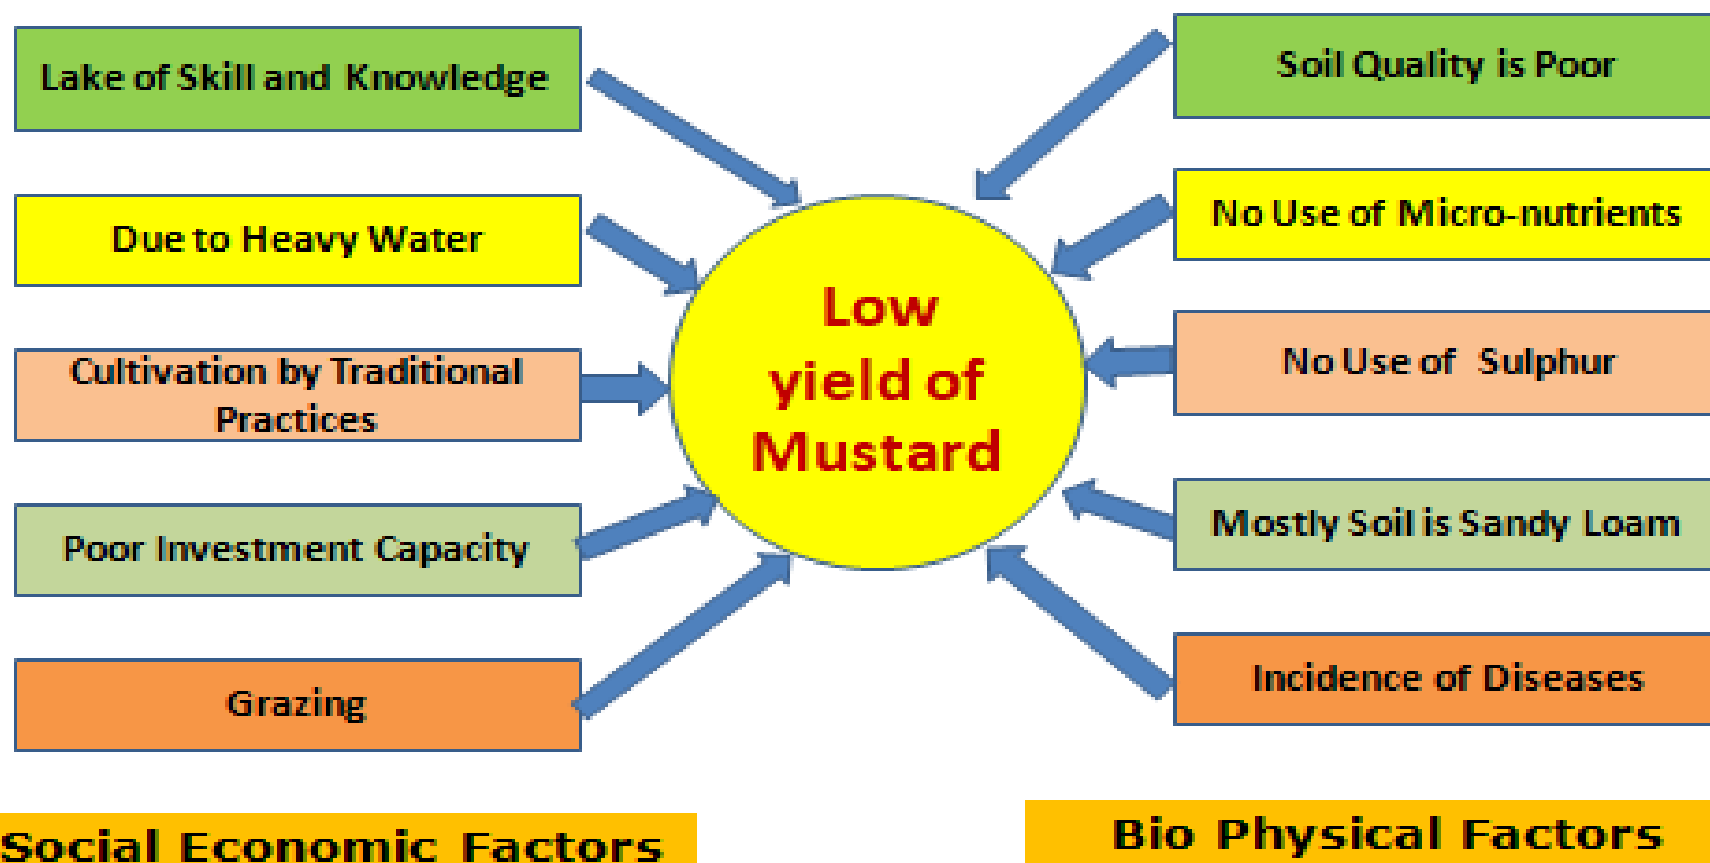 Lake of Skill and Knowledge
Due to Heavy Water
Cultivation by Traditional
Practices
Poor Investment Capacity
Grazing
Low
yield of
Mustard
Soil Quality is Poor
No Use of Micro-nutrients
No Use of Sulphur
Mostly Soil is Sandy Loam
Incidence of Diseases
Social Economic Factors
Bio Physical Factors